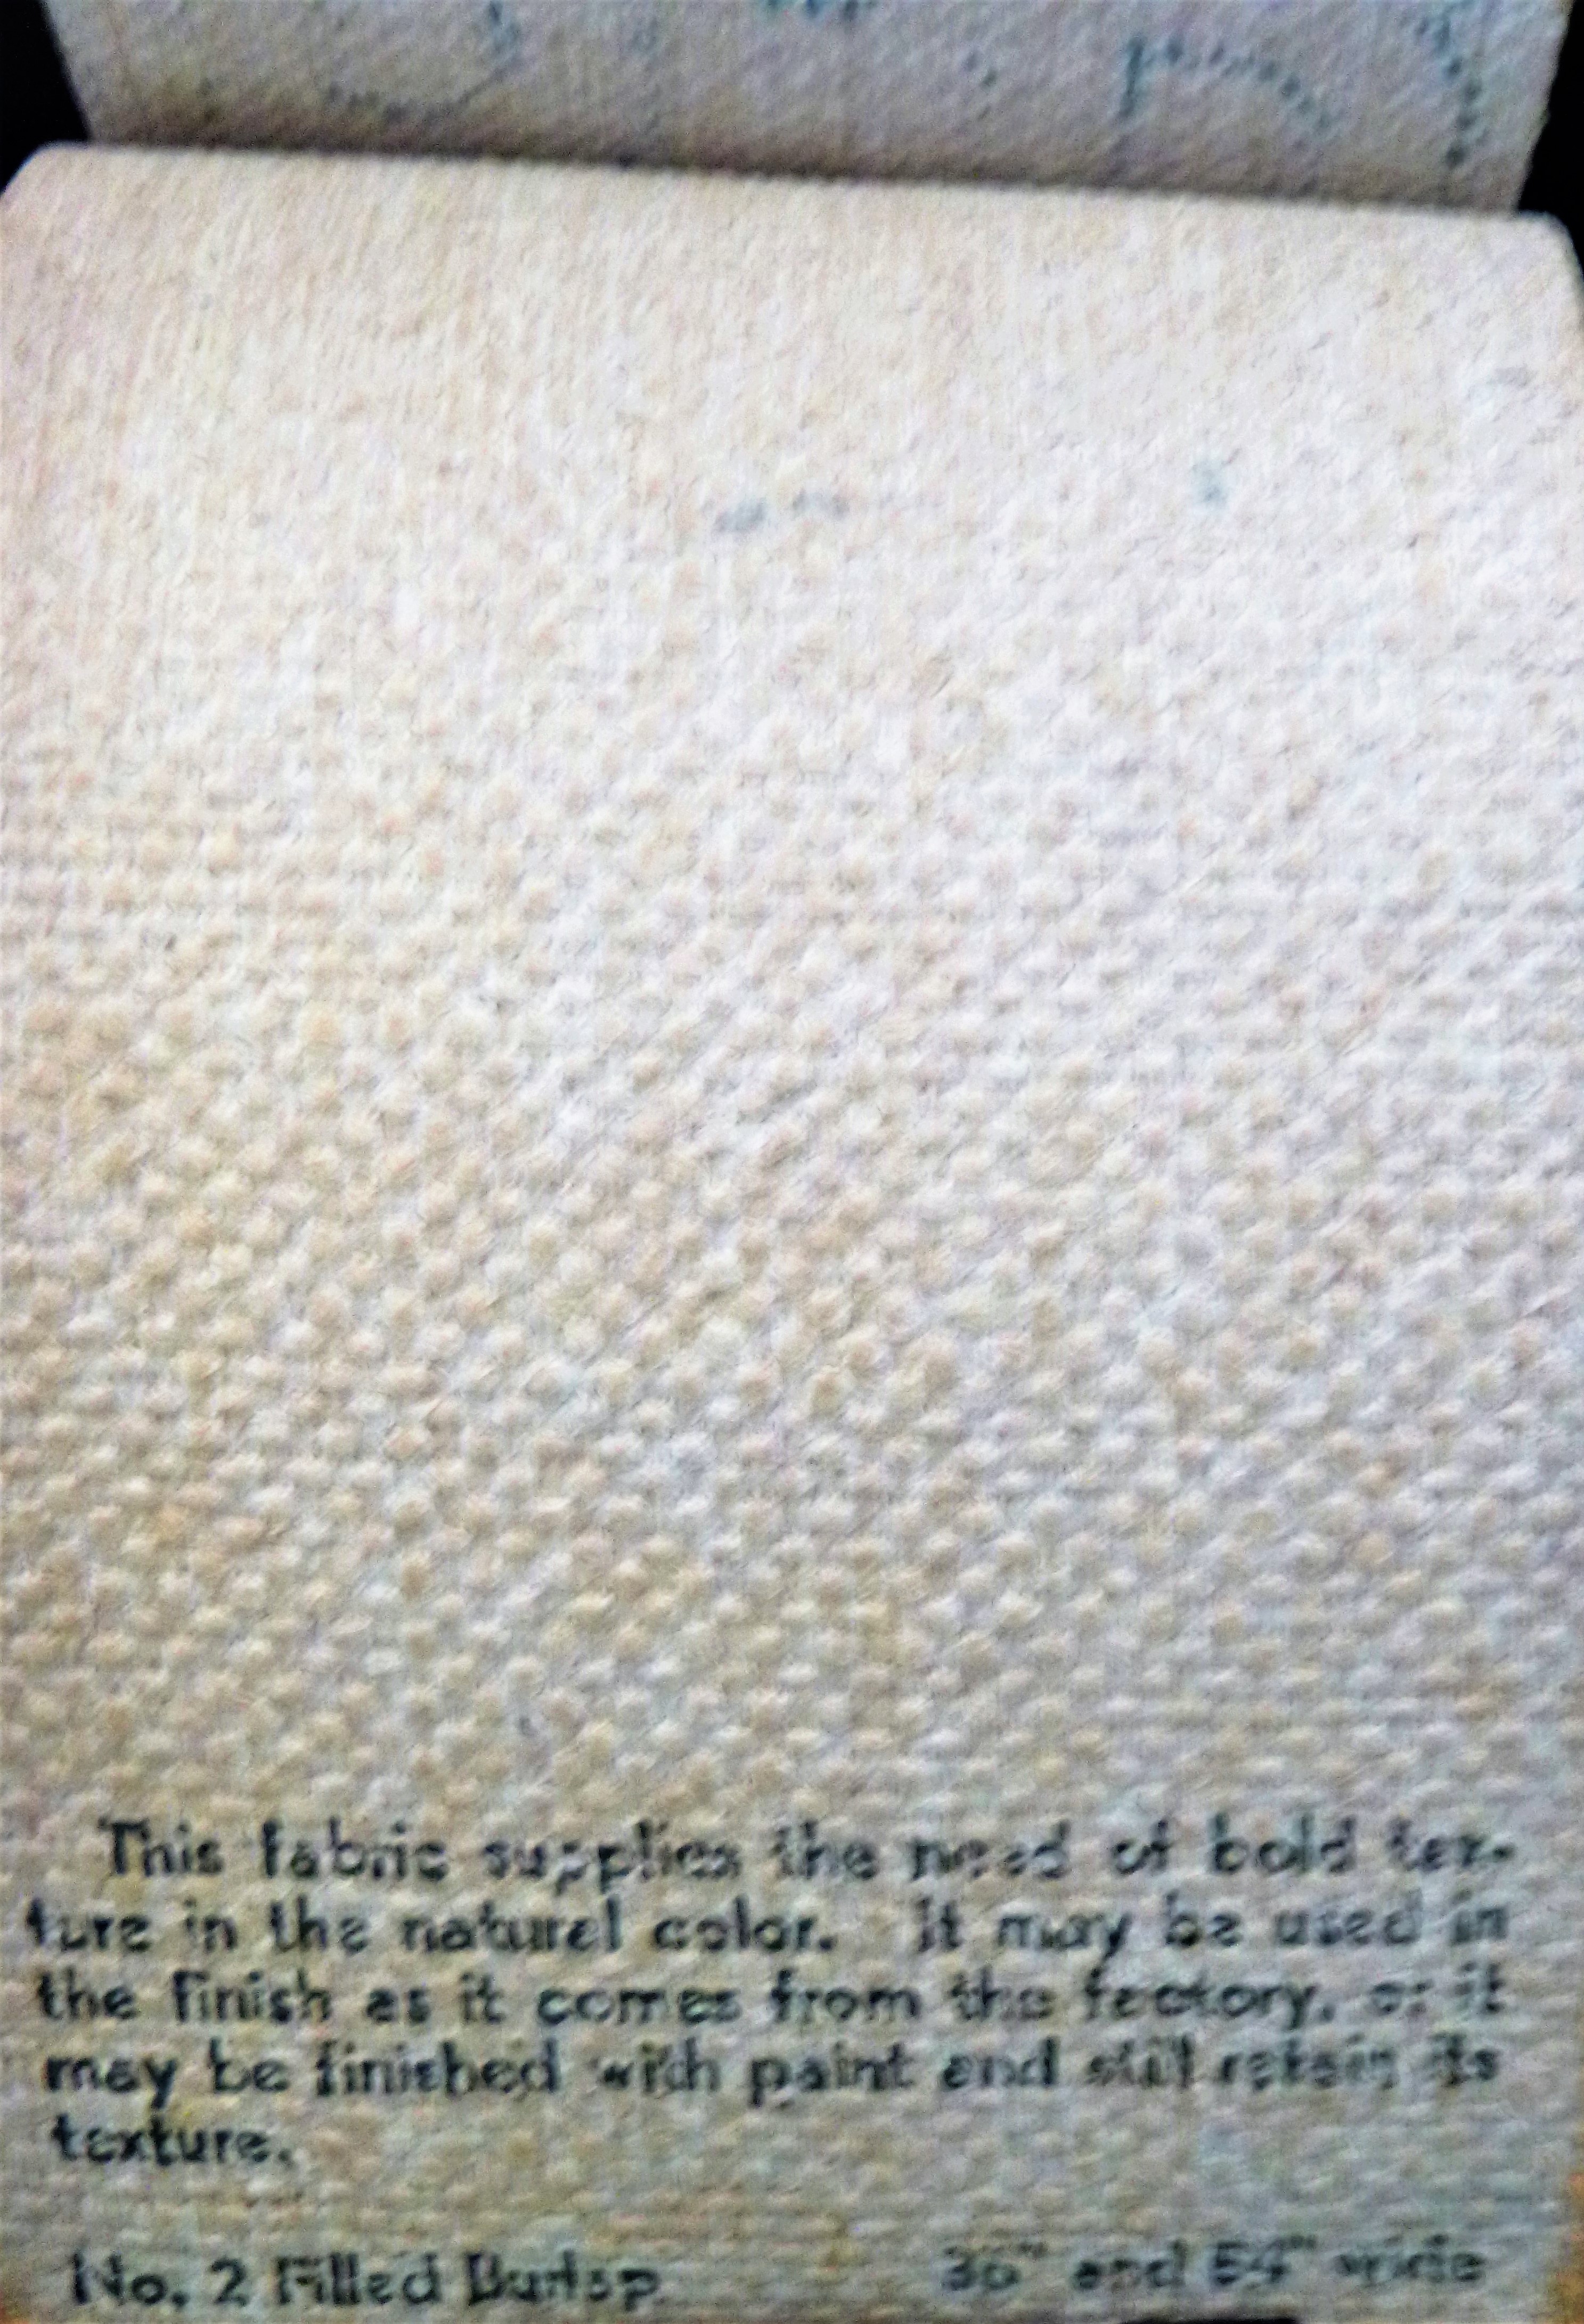 This fabric supplies the need of bold tex-
ture in the natural color. It may be used in
the finish as it comes from the factory, or it
may be finished with paint and still retain its
texture.
No. 2 Filled Burlap 36" and 54" wide